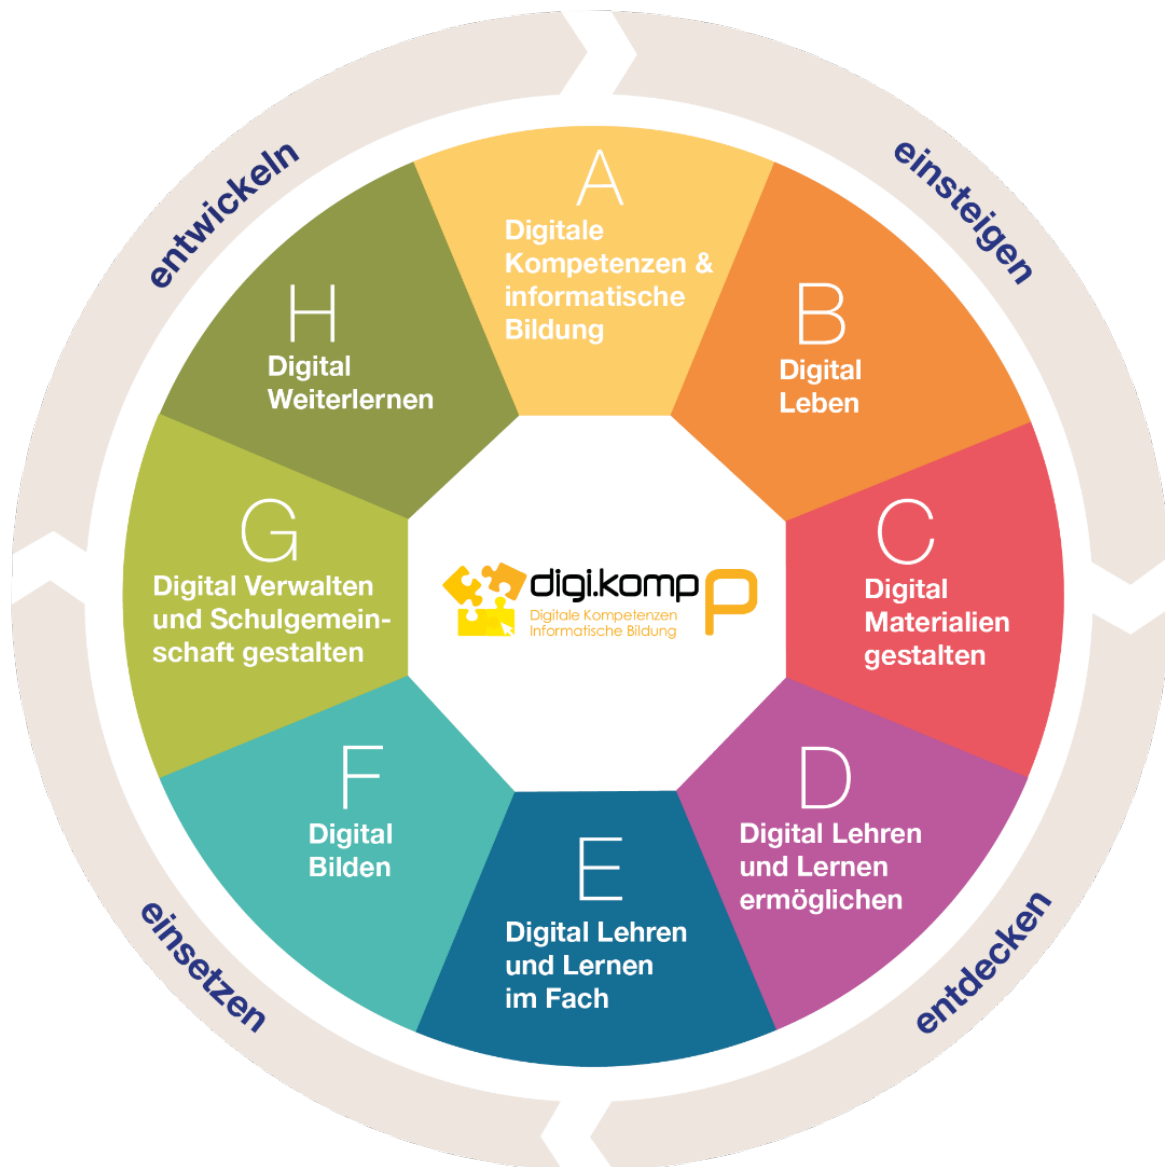 entwickeln
einsteigen
A
Digitale
Kompetenzen &
informatische
Bildung
B
Digital
Leben
C
Digital
Materialien
gestalten
D
Digital Lehren
und Lernen
ermöglichen
E
Digital Lehren
und Lernen
im Fach
F
Digital
Bilden
G
Digital Verwalten
und Schulgemein-
schaft gestalten
H
Digital
Weiterlernen
digi.komp P
Digitale Kompetenzen
Informatische Bildung
einsetzen
entdecken